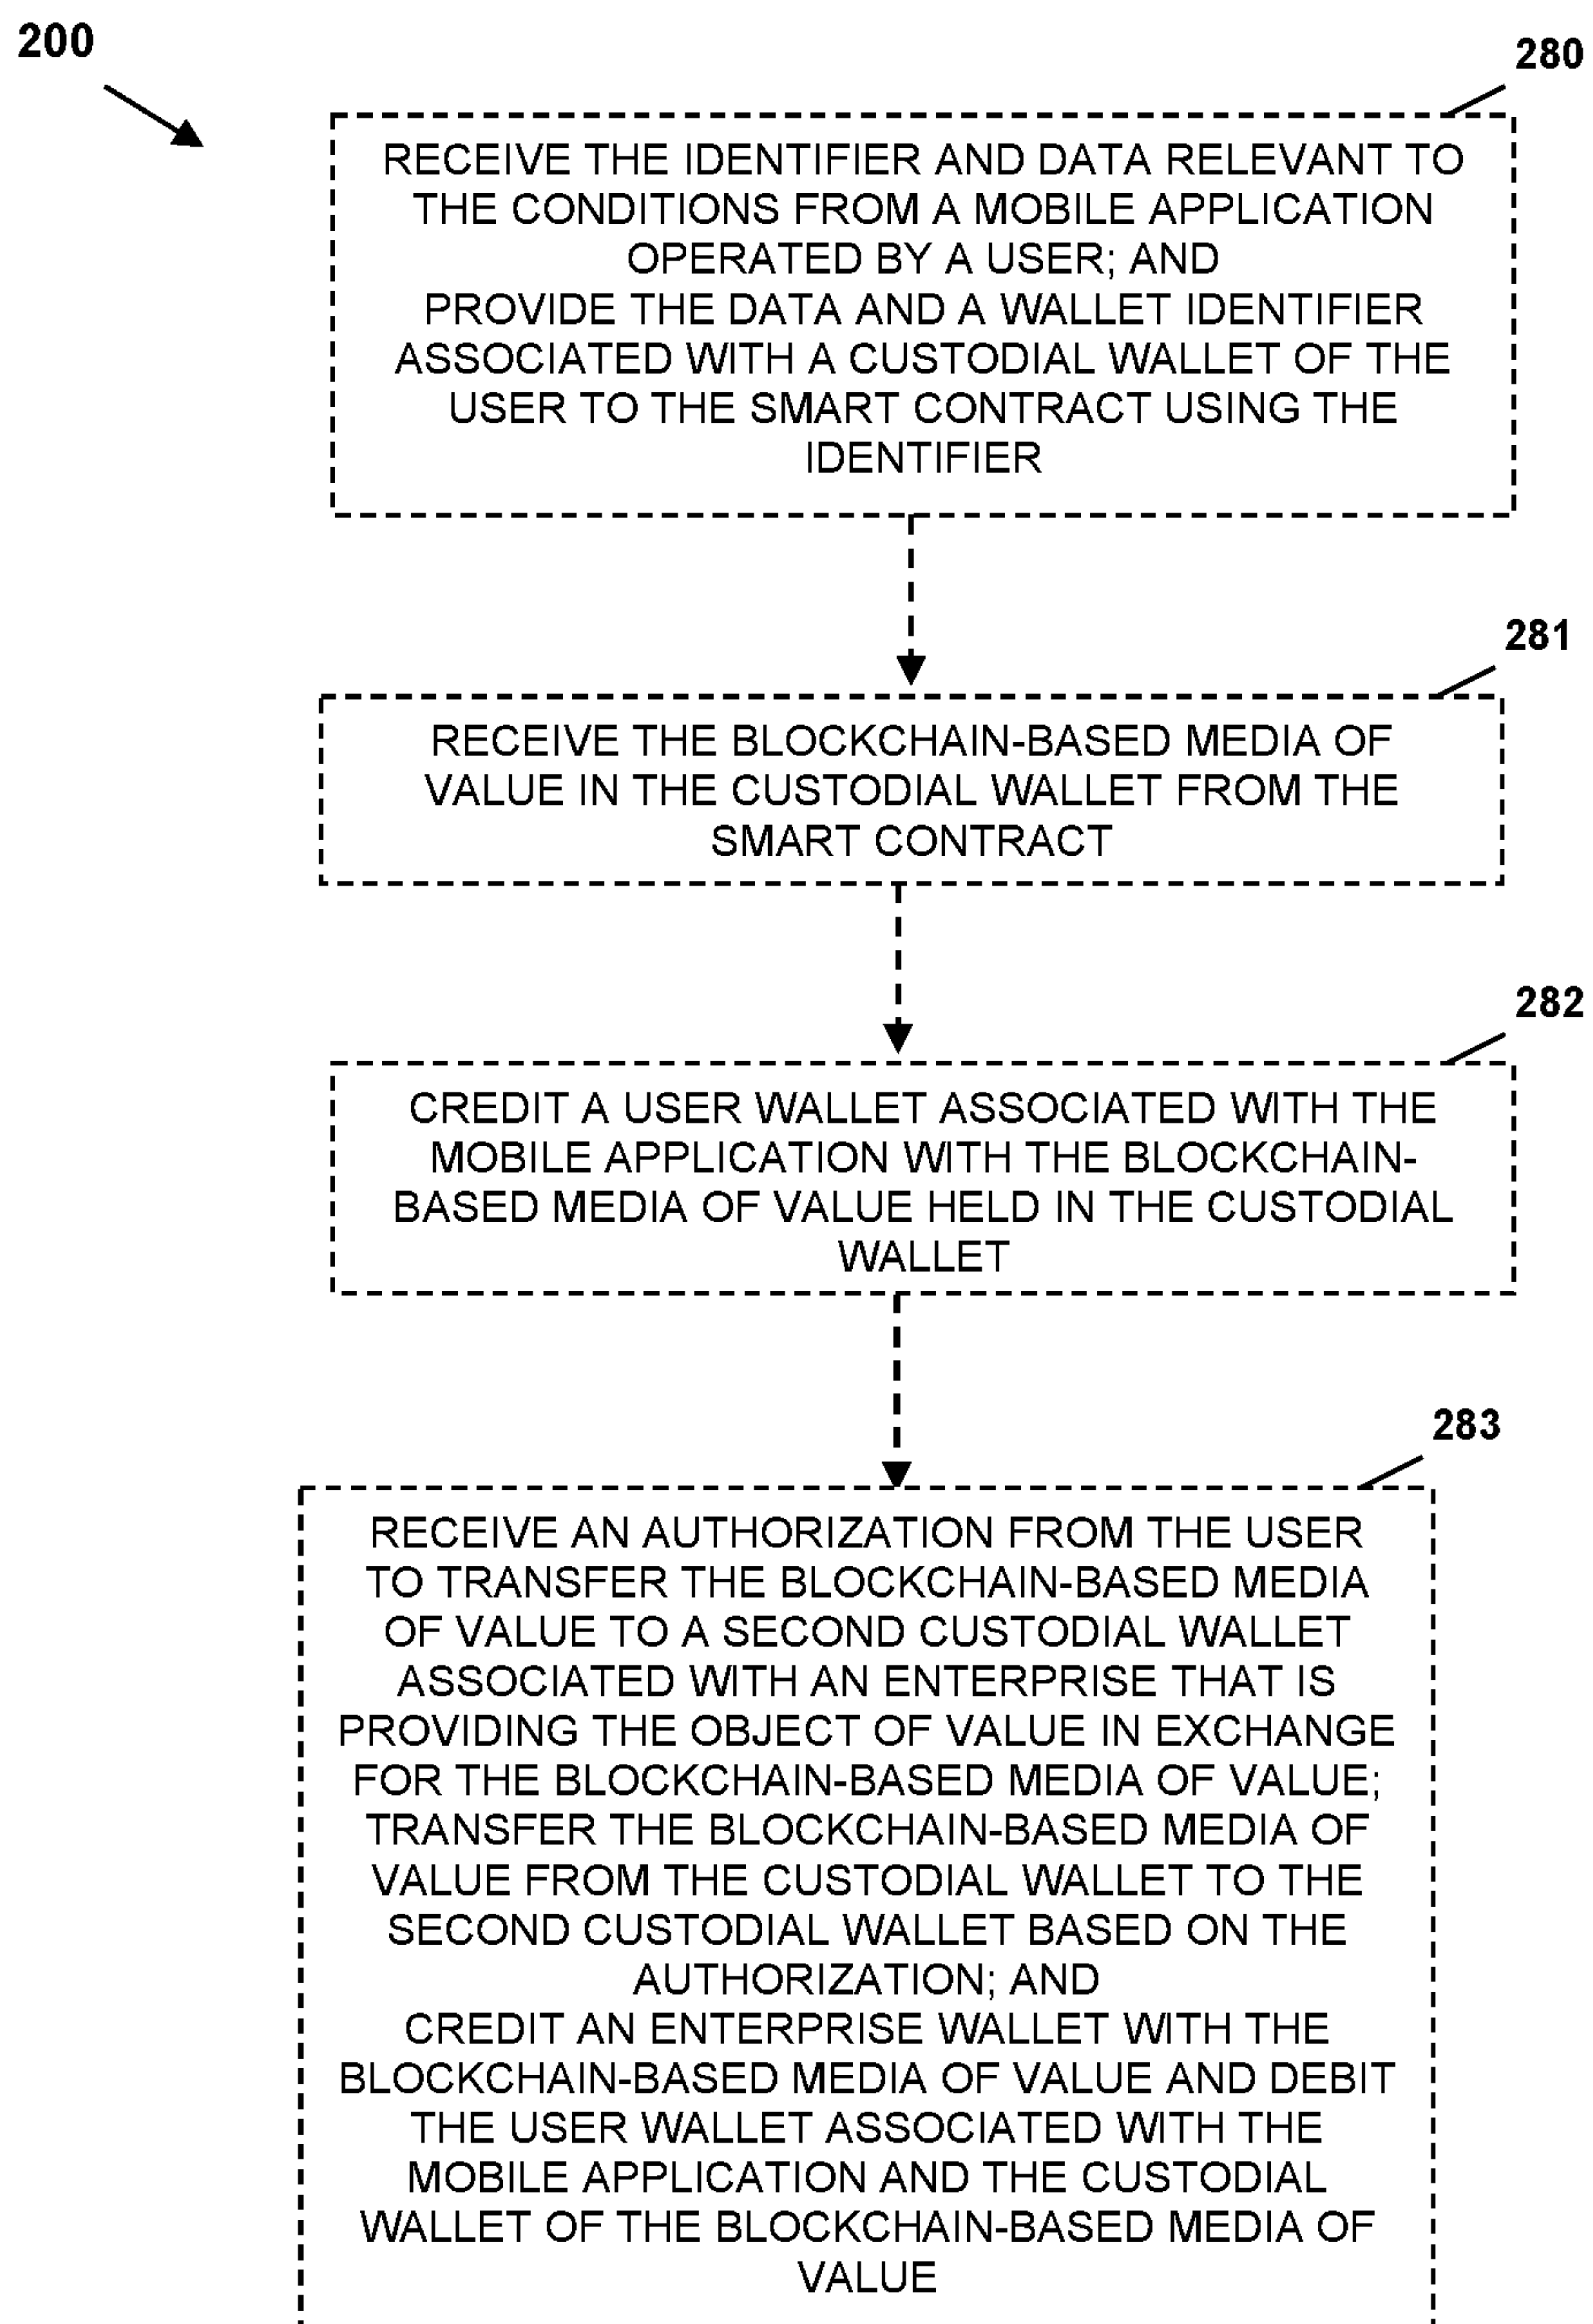 200
280
RECEIVE THE IDENTIFIER AND DATA RELEVANT TO
THE CONDITIONS FROM A MOBILE APPLICATION
OPERATED BY A USER; AND
PROVIDE THE DATA AND A WALLET IDENTIFIER
ASSOCIATED WITH A CUSTODIAL WALLET OF THE
USER TO THE SMART CONTRACT USING THE
IDENTIFIER
281
RECEIVE THE BLOCKCHAIN-BASED MEDIA OF
VALUE IN THE CUSTODIAL WALLET FROM THE
SMART CONTRACT
282
CREDIT A USER WALLET ASSOCIATED WITH THE
MOBILE APPLICATION WITH THE BLOCKCHAIN-
BASED MEDIA OF VALUE HELD IN THE CUSTODIAL
WALLET
283
RECEIVE AN AUTHORIZATION FROM THE USER
TO TRANSFER THE BLOCKCHAIN-BASED MEDIA
OF VALUE TO A SECOND CUSTODIAL WALLET
ASSOCIATED WITH AN ENTERPRISE THAT IS
PROVIDING THE OBJECT OF VALUE IN EXCHANGE
FOR THE BLOCKCHAIN-BASED MEDIA OF VALUE;
TRANSFER THE BLOCKCHAIN-BASED MEDIA OF
VALUE FROM THE CUSTODIAL WALLET TO THE
SECOND CUSTODIAL WALLET BASED ON THE
AUTHORIZATION; AND
CREDIT AN ENTERPRISE WALLET WITH THE
BLOCKCHAIN-BASED MEDIA OF VALUE AND DEBIT
THE USER WALLET ASSOCIATED WITH THE
MOBILE APPLICATION AND THE CUSTODIAL
WALLET OF THE BLOCKCHAIN-BASED MEDIA OF
VALUE